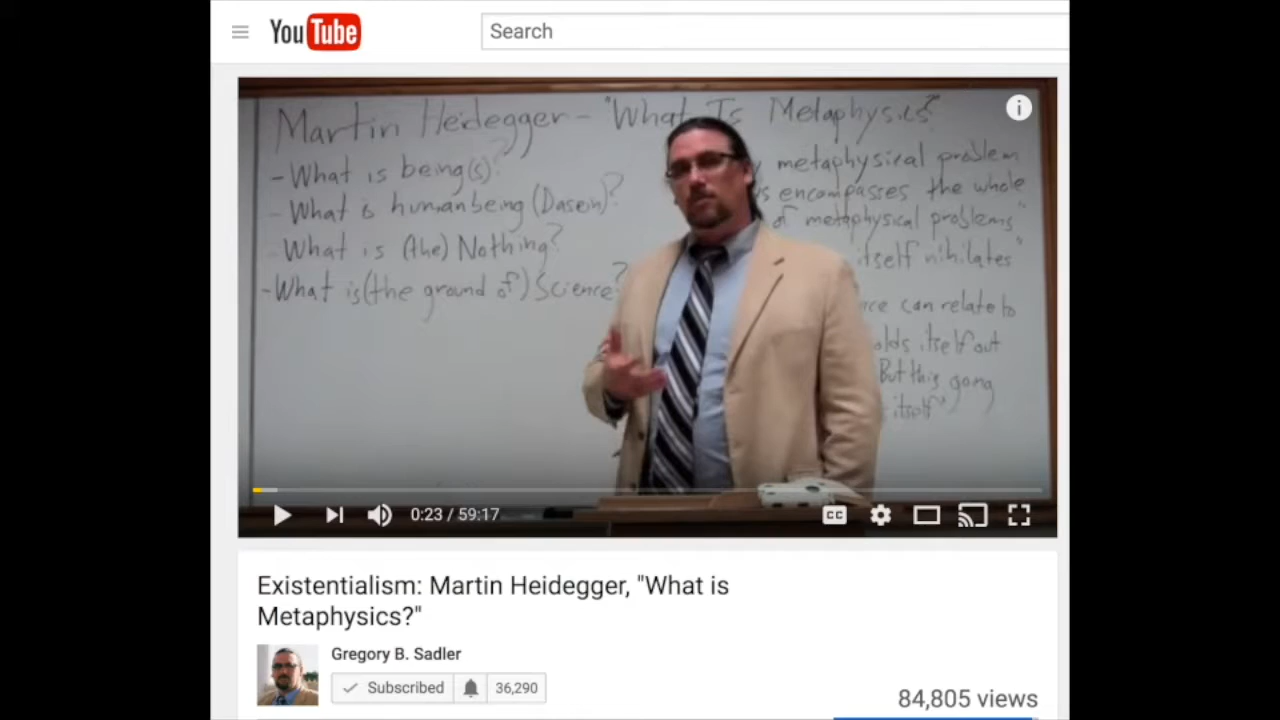 YouTube
Search
Martin Heidegger- "What Is Metaphysics?"
-What is being(s)?
- What is human being (Dasein)?
- What is (the) Nothing?
-What is (the ground of) Science?
metaphysical problem
encompasses the whole
of metaphysical problems"
itself nihilates"
can relate to
itself out
But this going
itself"
0:23 / 59:17
CC
Existentialism: Martin Heidegger, "What is
Metaphysics?"
Gregory B. Sadler
Subscribed 36,290
84,805 views